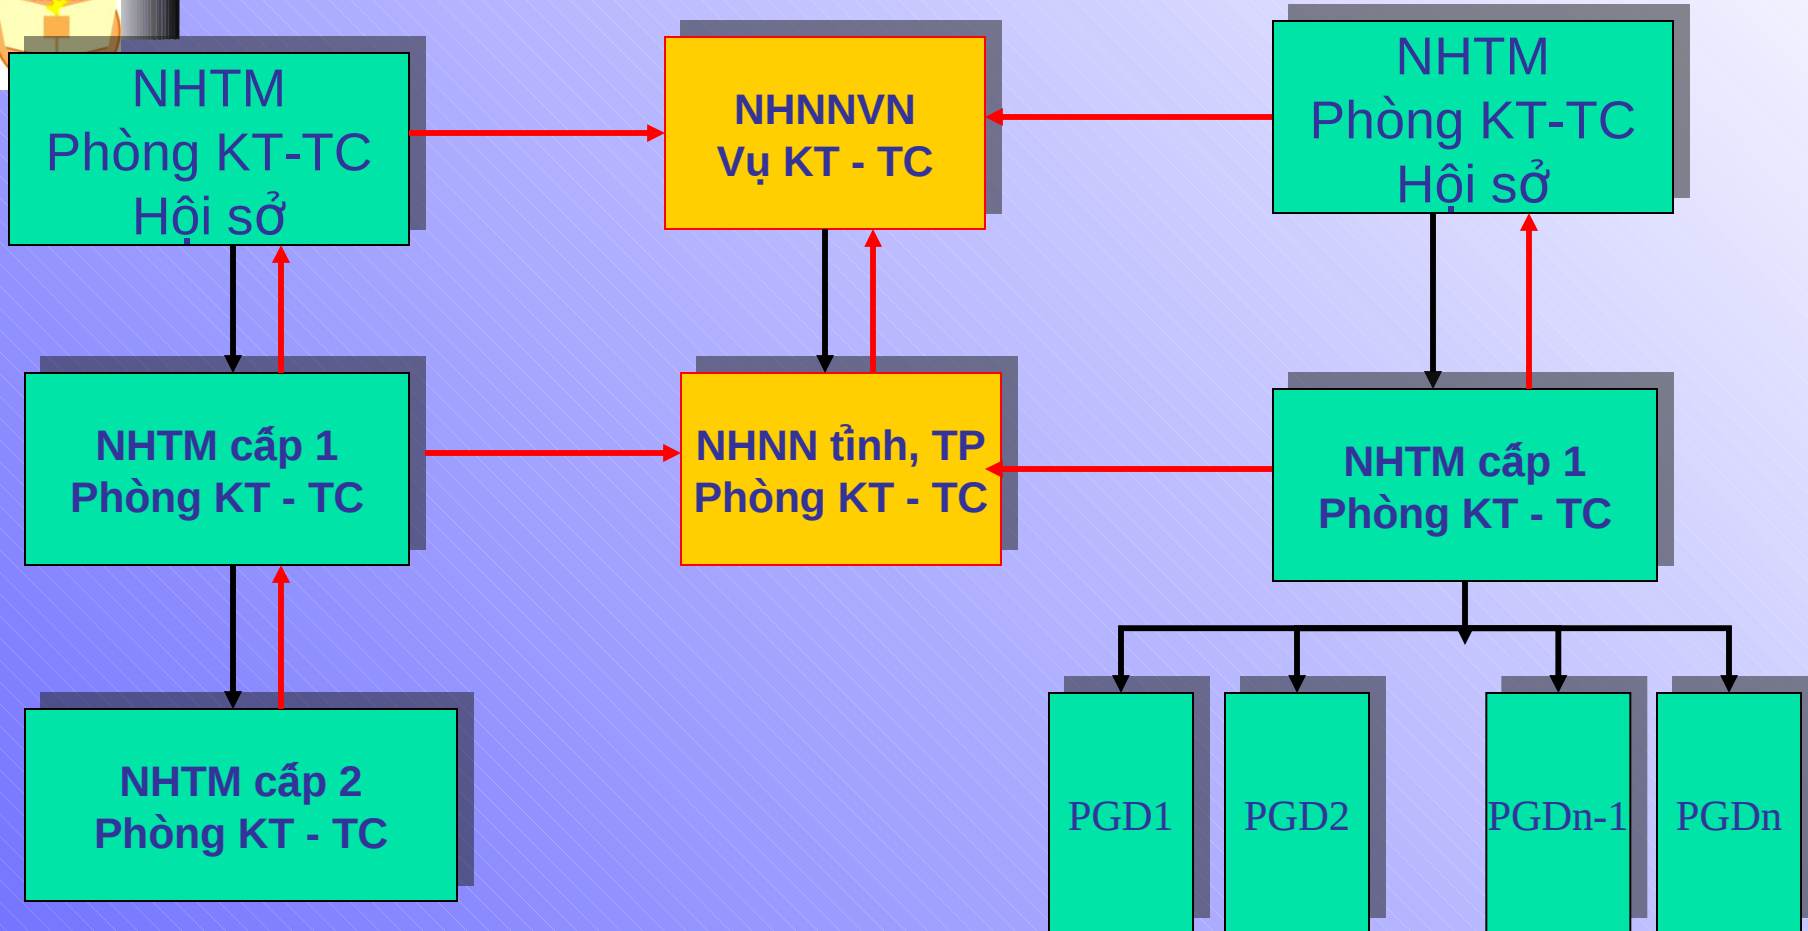 NHTM
Phòng KT-TC
Hội sở
NHNNVN
Vụ KT - TC
NHTM
Phòng KT-TC
Hội sở
NHTM cấp 1
Phòng KT - TC
NHNN tỉnh, TP
Phòng KT - TC
NHTM cấp 1
Phòng KT - TC
NHTM cấp 2
Phòng KT - TC
PGD1
PGD2
PGDn-1
PGDn